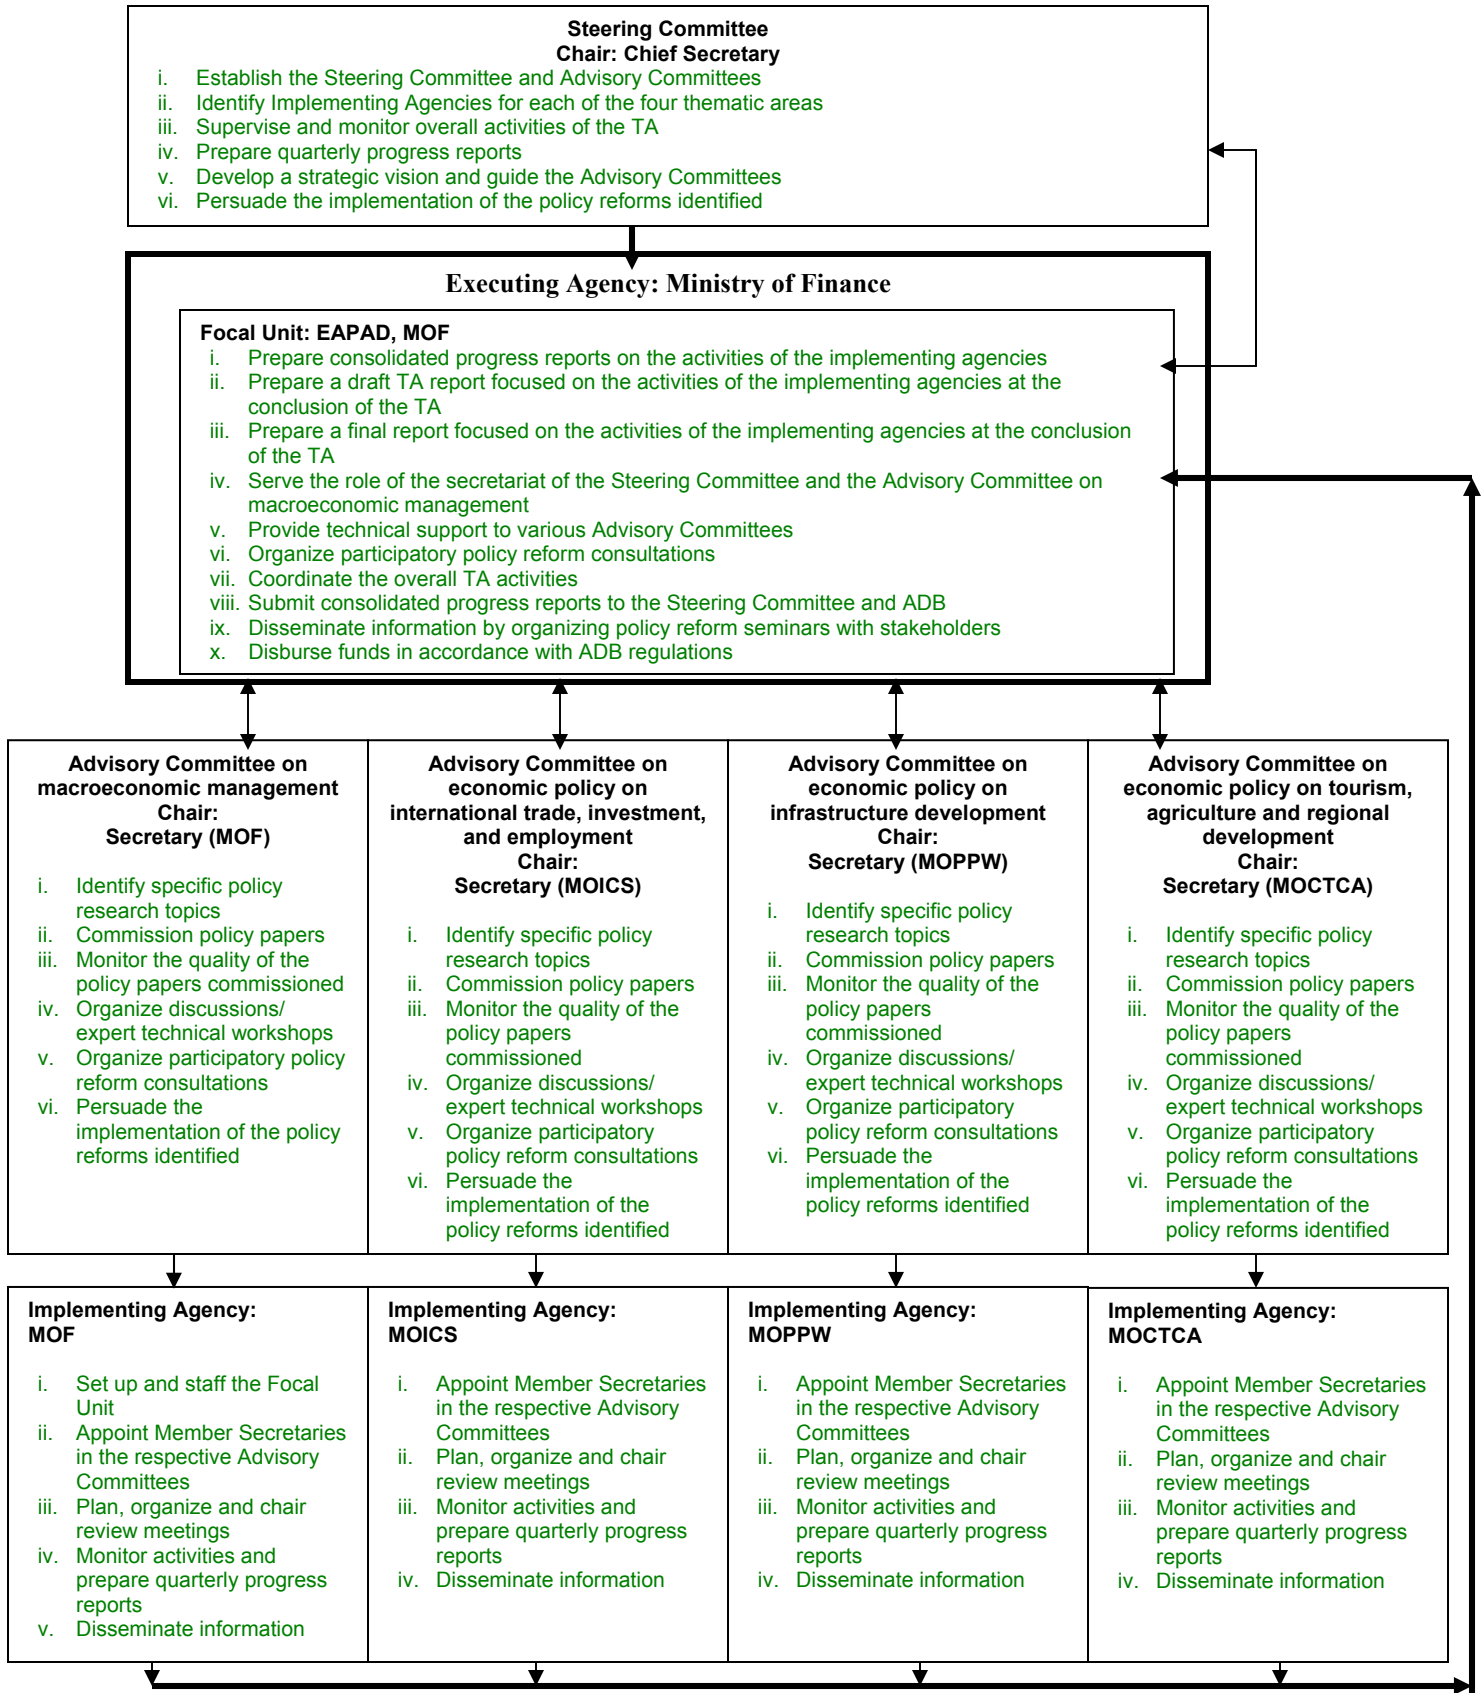 Steering Committee
Chair: Chief Secretary
i. Establish the Steering Committee and Advisory Committees
ii. Identify Implementing Agencies for each of the four thematic areas
iii. Supervise and monitor overall activities of the TA
iv. Prepare quarterly progress reports
v. Develop a strategic vision and guide the Advisory Committees
vi. Persuade the implementation of the policy reforms identified
Executing Agency: Ministry of Finance
Focal Unit: EAPAD, MOF
i. Prepare consolidated progress reports on the activities of the implementing agencies
ii. Prepare a draft TA report focused on the activities of the implementing agencies at the
conclusion of the TA
iii. Prepare a final report focused on the activities of the implementing agencies at the conclusion
of the TA
iv. Serve the role of the secretariat of the Steering Committee and the Advisory Committee on
macroeconomic management
v. Provide technical support to various Advisory Committees
vi. Organize participatory policy reform consultations
vii. Coordinate the overall TA activities
viii. Submit consolidated progress reports to the Steering Committee and ADB
ix. Disseminate information by organizing policy reform seminars with stakeholders
x. Disburse funds in accordance with ADB regulations
Advisory Committee on
macroeconomic management
Chair:
Secretary (MOF)
i. Identify specific policy
research topics
ii. Commission policy papers
iii. Monitor the quality of the
policy papers commissioned
iv. Organize discussions/
expert technical workshops
v. Organize participatory policy
reform consultations
vi. Persuade the
implementation of the policy
reforms identified
Advisory Committee on
economic policy on
international trade, investment,
and employment
Chair:
Secretary (MOICS)
i. Identify specific policy
research topics
ii. Commission policy papers
iii. Monitor the quality of the
policy papers
commissioned
iv. Organize discussions/
expert technical workshops
v. Organize participatory
policy reform consultations
vi. Persuade the
implementation of the
policy reforms identified
Advisory Committee on
economic policy on
infrastructure development
Chair:
Secretary (MOPPW)
i. Identify specific policy
research topics
ii. Commission policy papers
iii. Monitor the quality of the
policy papers
commissioned
iv. Organize discussions/
expert technical workshops
v. Organize participatory
policy reform consultations
vi. Persuade the
implementation of the
policy reforms identified
Advisory Committee on
economic policy on tourism,
agriculture and regional
development
Chair:
Secretary (MOCTCA)
i. Identify specific policy
research topics
ii. Commission policy papers
iii. Monitor the quality of the
policy papers
commissioned
iv. Organize discussions/
expert technical workshops
v. Organize participatory
policy reform consultations
vi. Persuade the
implementation of the
policy reforms identified
Implementing Agency:
MOF
i. Set up and staff the Focal
Unit
ii. Appoint Member Secretaries
in the respective Advisory
Committees
iii. Plan, organize and chair
review meetings
iv. Monitor activities and
prepare quarterly progress
reports
v. Disseminate information
Implementing Agency:
MOICS
i. Appoint Member Secretaries
in the respective Advisory
Committees
ii. Plan, organize and chair
review meetings
iii. Monitor activities and
prepare quarterly progress
reports
iv. Disseminate information
Implementing Agency:
MOPPW
i. Appoint Member Secretaries
in the respective Advisory
Committees
ii. Plan, organize and chair
review meetings
iii. Monitor activities and
prepare quarterly progress
reports
iv. Disseminate information
Implementing Agency:
MOCTCA
i. Appoint Member Secretaries
in the respective Advisory
Committees
ii. Plan, organize and chair
review meetings
iii. Monitor activities and
prepare quarterly progress
reports
iv. Disseminate information